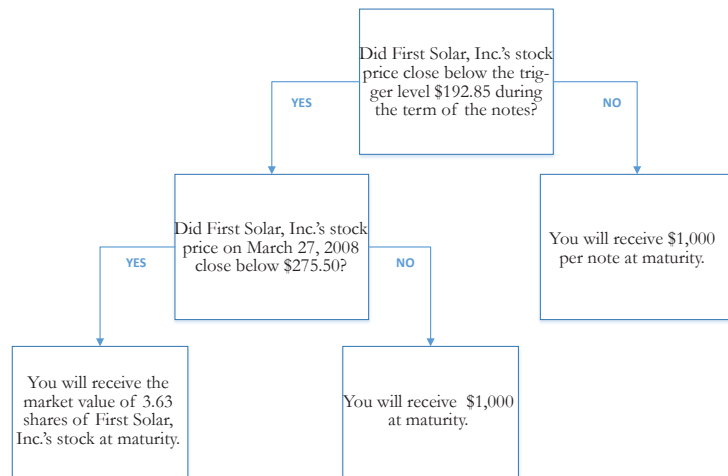 Did First Solar, Inc.'s stock
price close below the trig-
ger level $192.85 during
the term of the notes?
YES
NO
Did First Solar, Inc.'s stock
price on March 27, 2008
close below $275.50?
You will receive $1,000
per note at maturity.
YES
NO
You will receive the
market value of 3.63
shares of First Solar,
Inc.'s stock at maturity.
You will receive $1,000
at maturity.